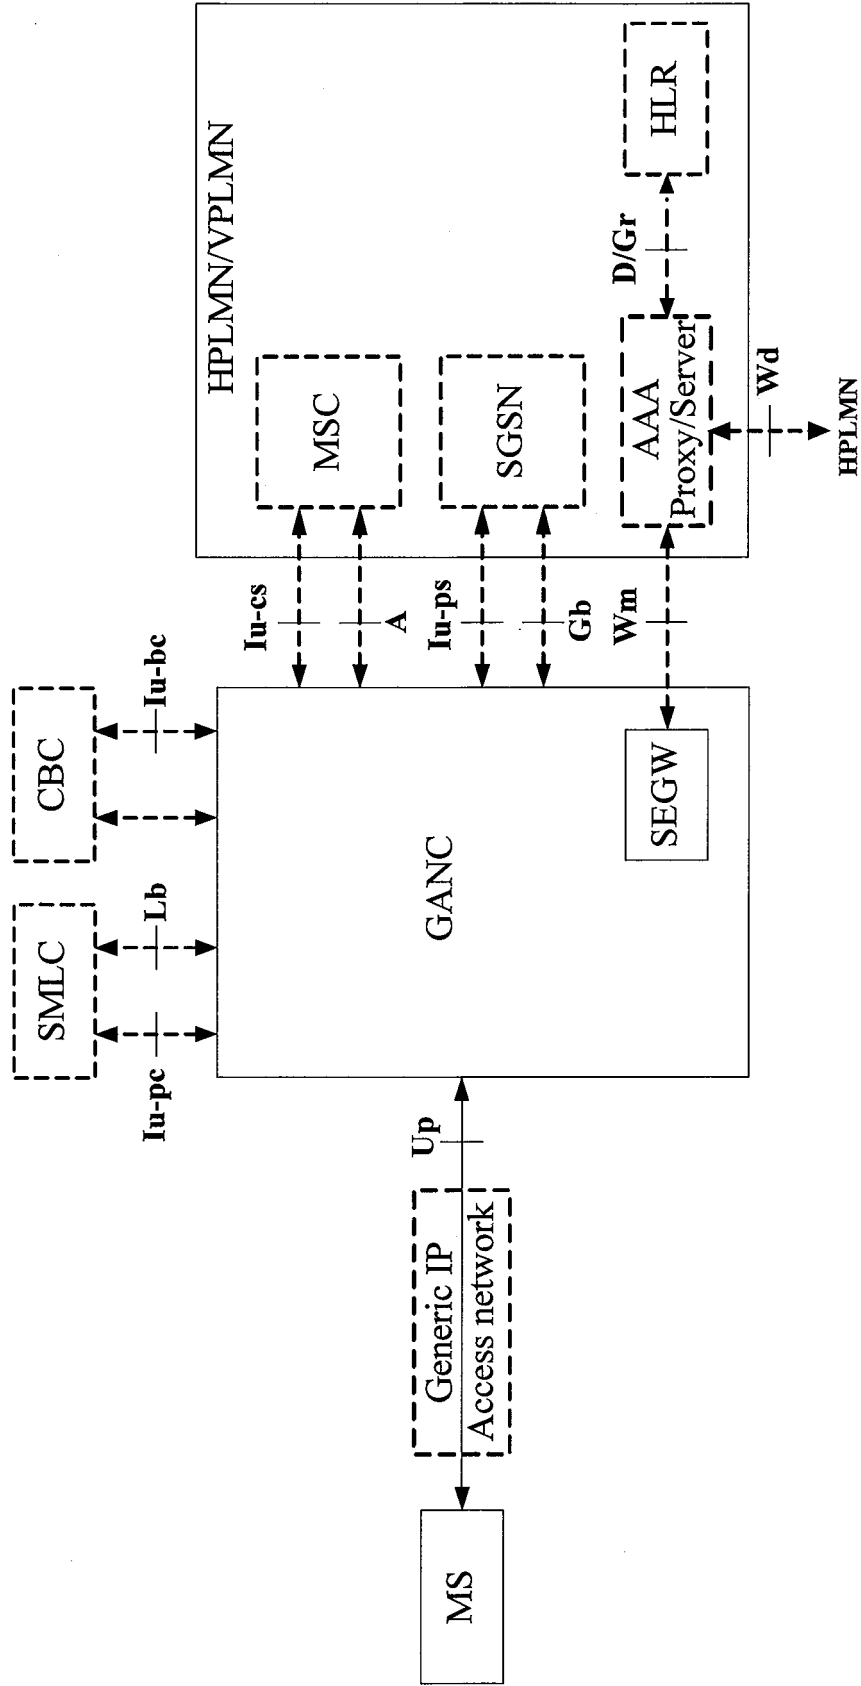 SMLC
CBC
Iu-pc
Lb
Iu-bc
HPLMN/VPLMN
MS
Generic IP
Access network
Up
GANC
SEGW
Iu-cs
A
Iu-ps
Gb
Wm
MSC
SGSN
AAA
Proxy/Server
D/Gr
HLR
Wd
HPLMN